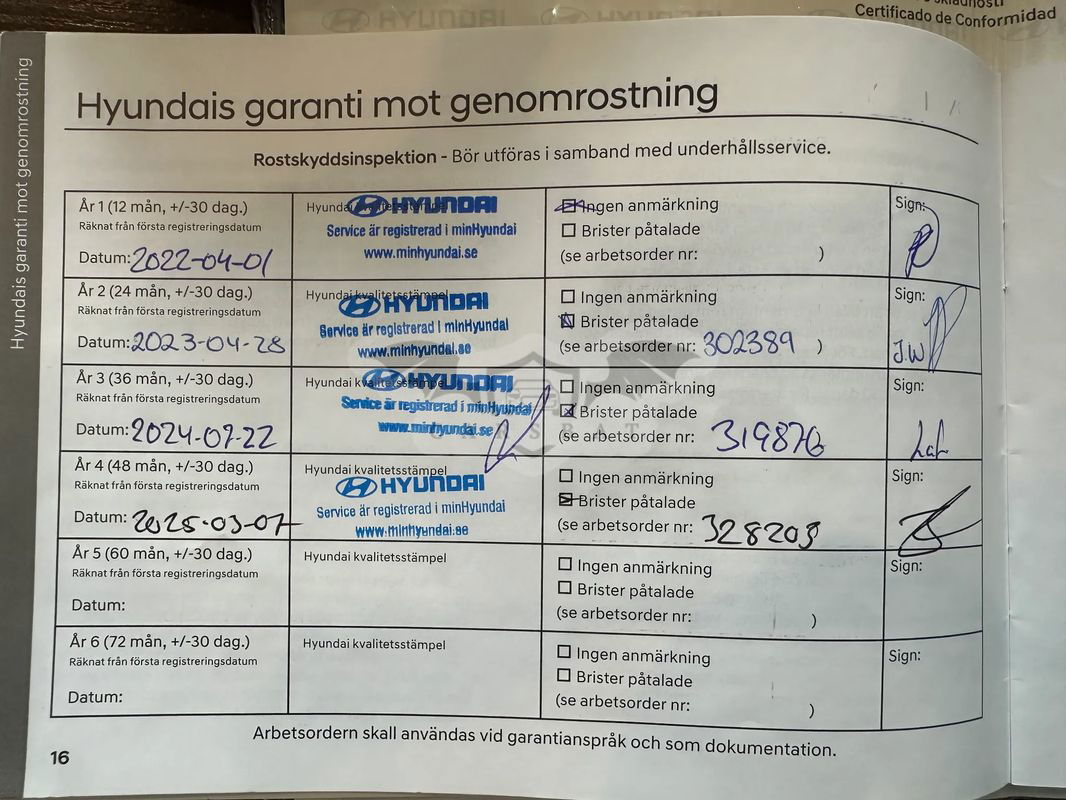 Certificado de Conformidad
HYUNDAI
Hyundais garanti mot genomrostning
Hyundais garanti mot genomrostning
Rostskyddsinspektion - Bör utföras i samband med underhållsservice.
År 1 (12 mån, +/-30 dag.)
Räknat från första registreringsdatum
Datum: 2022-04-01
HYUNDAI
Service är registrerad i minHyundai
www.minhyundai.se
Ingen anmärkning
Brister påtalade
(se arbetsorder nr: )
Sign:
År 2 (24 mån, +/-30 dag.)
Räknat från första registreringsdatum
Datum: 2023-04-28
Hyundai kvalitetsstämpel
HYUNDAI
Service är registrerad i minHyundai
www.minhyundai.se
Ingen anmärkning
Brister påtalade
(se arbetsorder nr: 302389 )
Sign:
J.W
År 3 (36 mån, +/-30 dag.)
Räknat från första registreringsdatum
Datum: 2024-07-22
Hyundai kvalitetsstämpel
HYUNDAI
Service är registrerad i minHyundai
www.minhyundai.se
Ingen anmärkning
Brister påtalade
(se arbetsorder nr: 319876
Sign:
CARSBAT
År 4 (48 mån, +/-30 dag.)
Räknat från första registreringsdatum
Datum: 2025-03-07
Hyundai kvalitetsstämpel
HYUNDAI
Service är registrerad i minHyundai
www.minhyundai.se
Ingen anmärkning
Brister påtalade
(se arbetsorder nr: 328203
Sign:
År 5 (60 mån, +/-30 dag.)
Räknat från första registreringsdatum
Datum:
Hyundai kvalitetsstämpel
Ingen anmärkning
Brister påtalade
(se arbetsorder nr: )
Sign:
År 6 (72 mån, +/-30 dag.)
Räknat från första registreringsdatum
Datum:
Hyundai kvalitetsstämpel
Ingen anmärkning
Brister påtalade
(se arbetsorder nr: )
Sign:
Arbetsordern skall användas vid garantianspråk och som dokumentation.
16